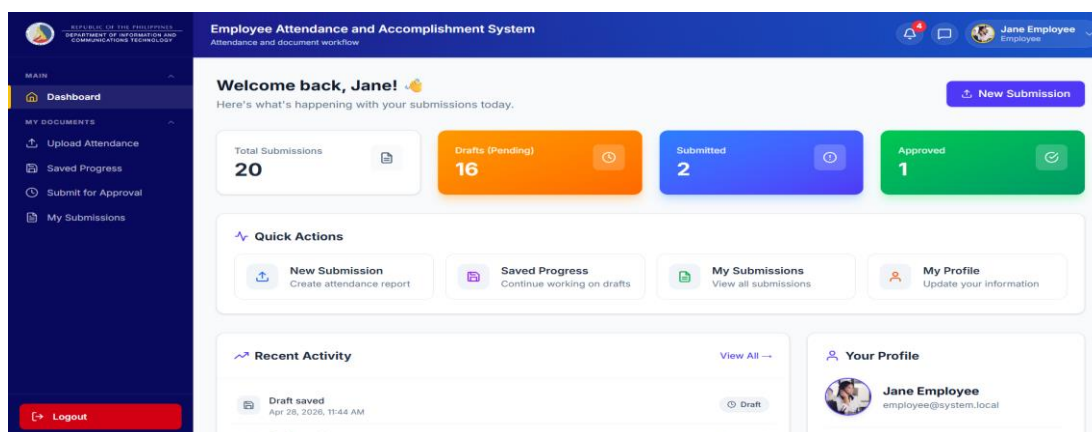 REPUBLIC OF THE PHILIPPINES
DEPARTMENT OF INFORMATION AND
COMMUNICATIONS TECHNOLOGY
Employee Attendance and Accomplishment System
Attendance and document workflow
4
Jane Employee
Employee
MAIN
Dashboard
MY DOCUMENTS
Upload Attendance
Saved Progress
Submit for Approval
My Submissions
Logout
Welcome back, Jane!
Here's what's happening with your submissions today.
New Submission
Total Submissions
20
Drafts (Pending)
16
Submitted
2
Approved
1
Quick Actions
New Submission
Create attendance report
Saved Progress
Continue working on drafts
My Submissions
View all submissions
My Profile
Update your information
Recent Activity
View All →
Draft saved
Apr 28, 2026, 11:44 AM
Draft
Your Profile
Jane Employee
employee@system.local